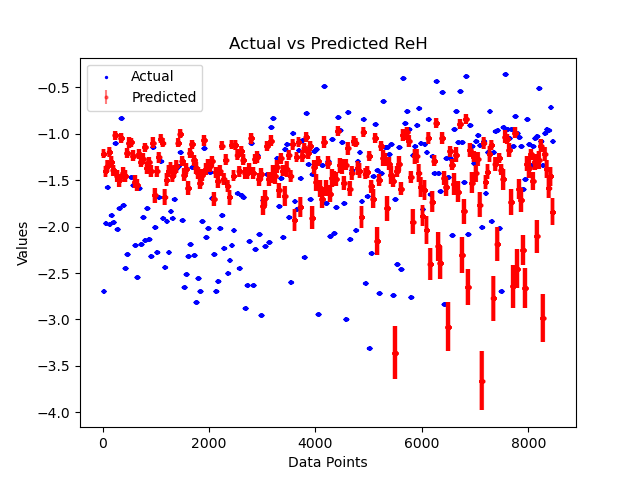 Actual vs Predicted ReH
Actual
Predicted
Values
−0.5
−1.0
−1.5
−2.0
−2.5
−3.0
−3.5
−4.0
0
2000
4000
6000
8000
Data Points